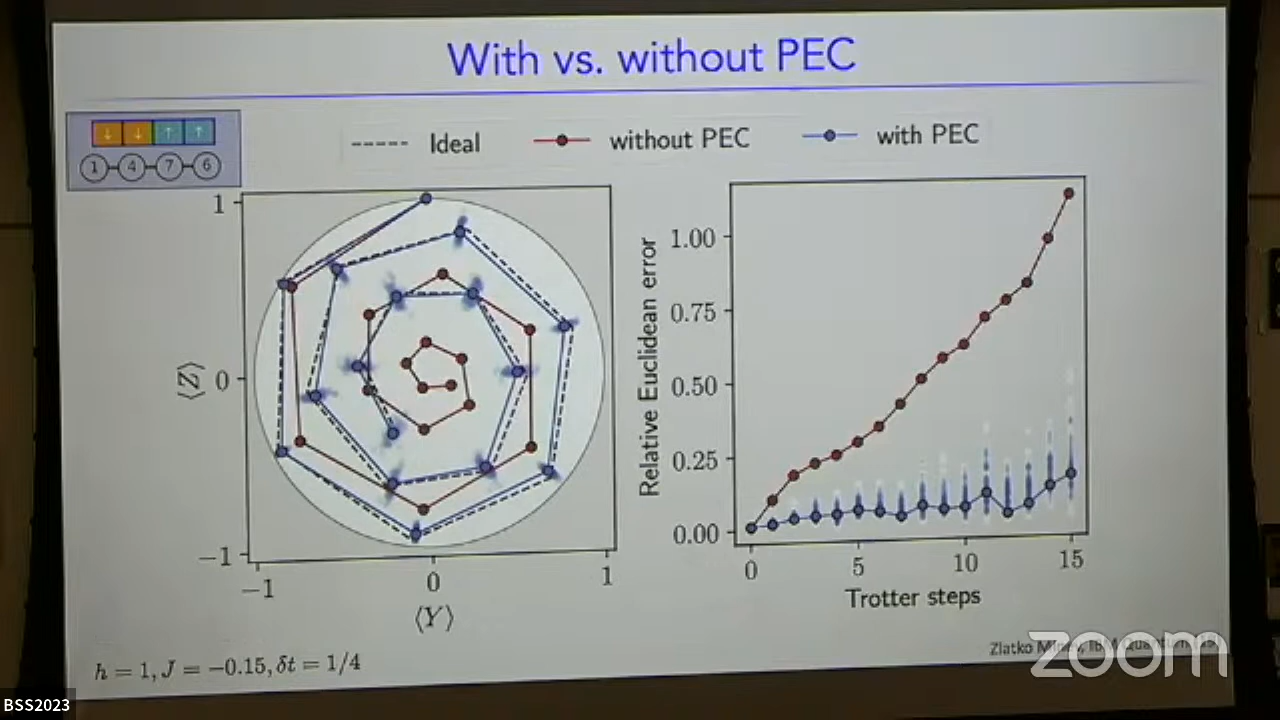 With vs. without PEC
↓ ↓ ↑ ↑
1 4 7 6
Ideal without PEC with PEC
1
0
−1
⟨Z⟩
−1 0 1
⟨Y⟩
Relative Euclidean error
1.00
0.75
0.50
0.25
0.00
0 5 10 15
Trotter steps
h = 1, J = −0.15, δt = 1/4
Zlatko
zoom
BSS2023